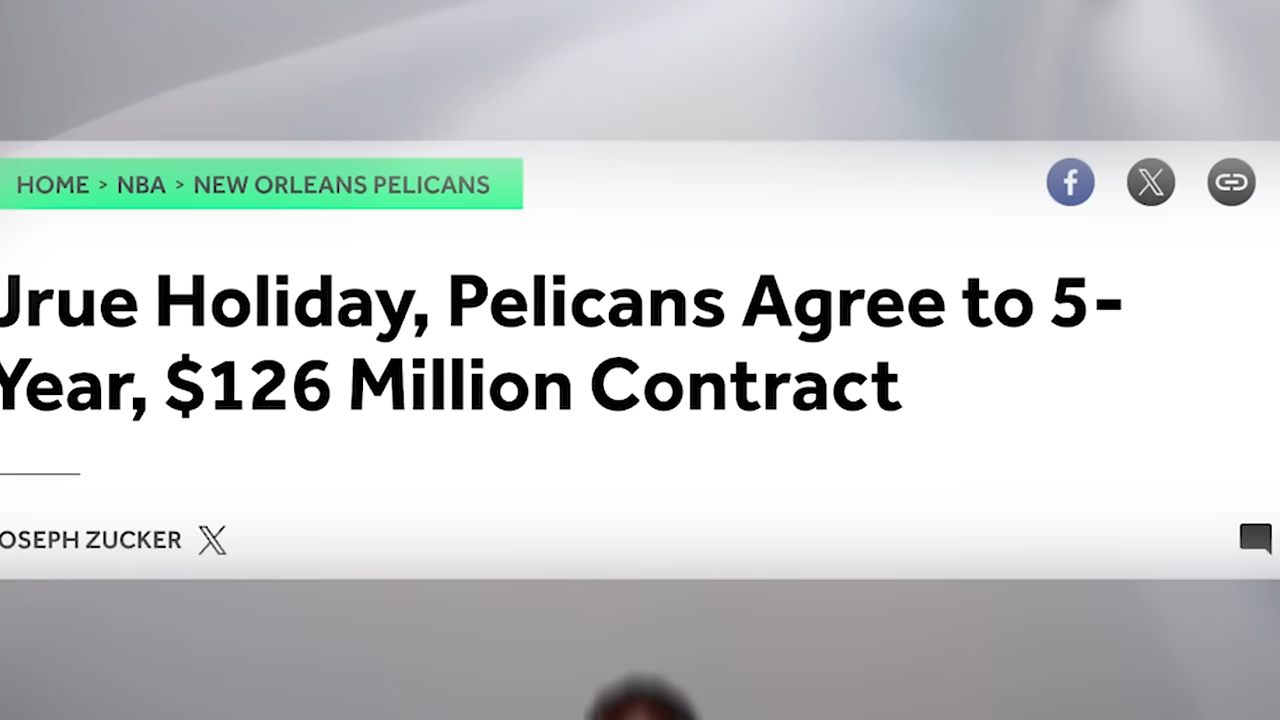 HOME > NBA > NEW ORLEANS PELICANS
Jrue Holiday, Pelicans Agree to 5-
Year, $126 Million Contract
OSEPH ZUCKER